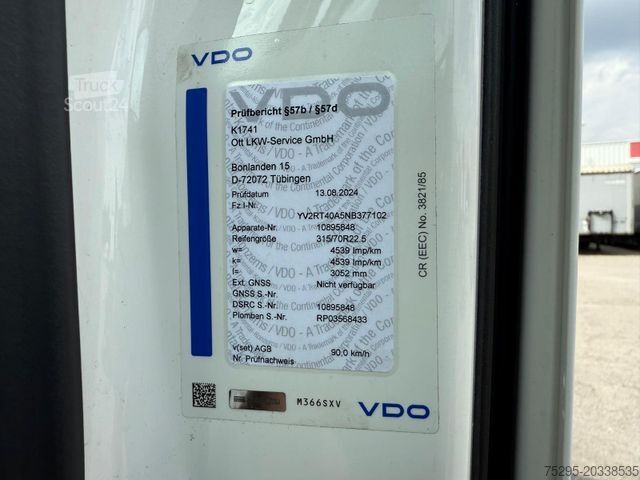 VDO
Truck
Scout24
VDO
Prüfbericht §57b / §57d
K1741
Ott LKW-Service GmbH
Bonlanden 15
D-72072 Tübingen
Prüfdatum 13.08.2024
Fz.I-Nr.
YV2RT40A5NB377102
Apparate-Nr. 10895848
Reifengröße 315/70R22.5
w= 4539 Imp/km
k= 4539 Imp/km
l= 3052 mm
Ext. GNSS Nicht verfügbar
GNSS S.-Nr.
DSRC S.-Nr. 10895848
Plomben S.-Nr. RP03568433
v(set) AGB 90.0 km/h
Nr. Prüfnachweis
CR (EEC) No. 3821/85
M366SXV
VDO
75295-20338535